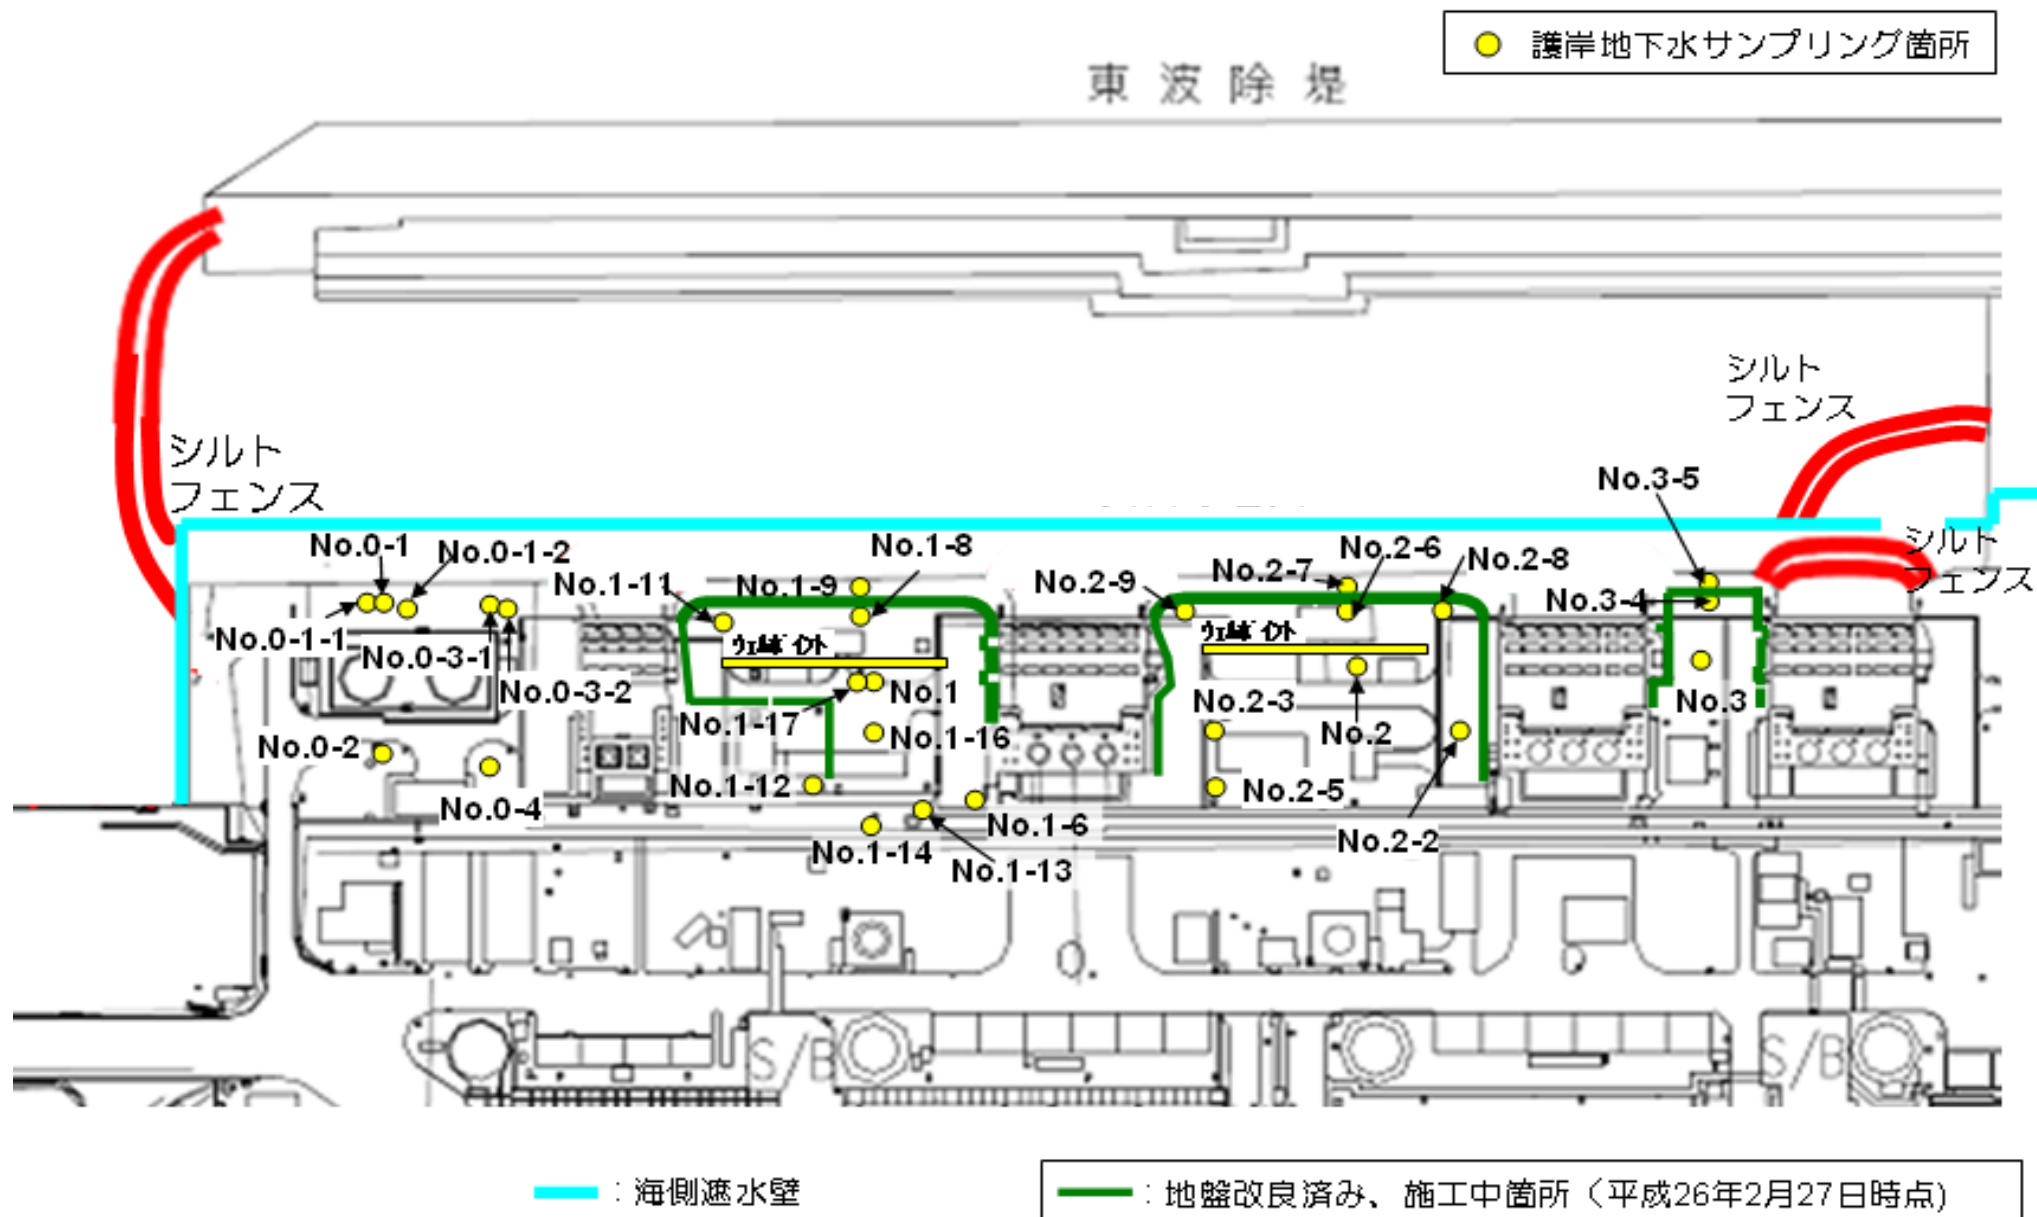 護岸地下水サンプリング箇所
東波除堤
シルト
フェンス
シルト
フェンス
No.3-5
シルト
フェンス
No.0-1
No.0-1-2
No.1-8
No.2-6
No.2-8
No.1-11
No.1-9
No.2-9
No.2-7
No.3-4
No.0-1-1
No.0-3-1
No.0-3-2
ウェルポイント
ウェルポイント
No.1
No.1-17
No.2-3
No.3
No.0-2
No.1-16
No.2
No.1-12
No.2-5
No.0-4
No.1-6
No.1-14
No.1-13
No.2-2
S/B
S/B
：海側遮水壁
：地盤改良済み、施工中箇所（平成26年2月27日時点)